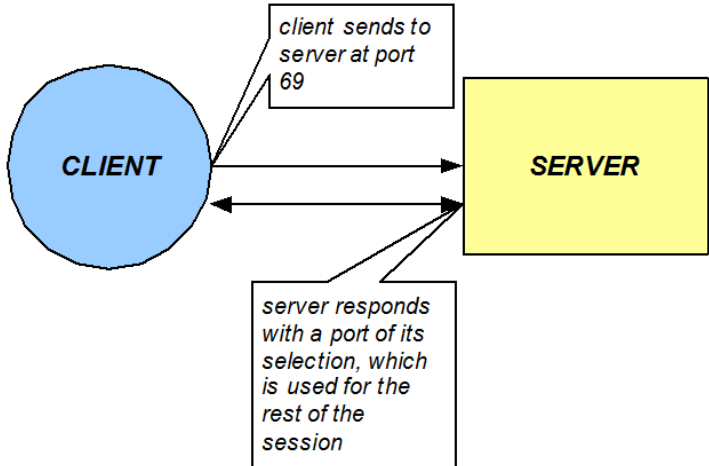 client sends to
server at port
69
CLIENT
SERVER
server responds
with a port of its
selection, which
is used for the
rest of the
session